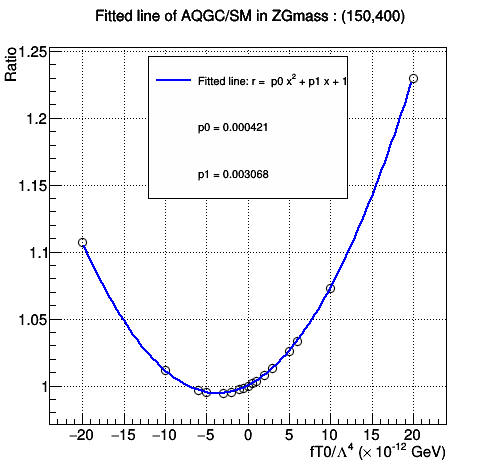 Fitted line of AQGC/SM in ZGmass : (150,400)
Ratio
1.25
1.2
1.15
1.1
1.05
1
Fitted line: r = p0 x² + p1 x + 1
p0 = 0.000421
p1 = 0.003068
−20 −15 −10 −5 0 5 10 15 20
fT0/Λ⁴ (× 10⁻¹² GeV)